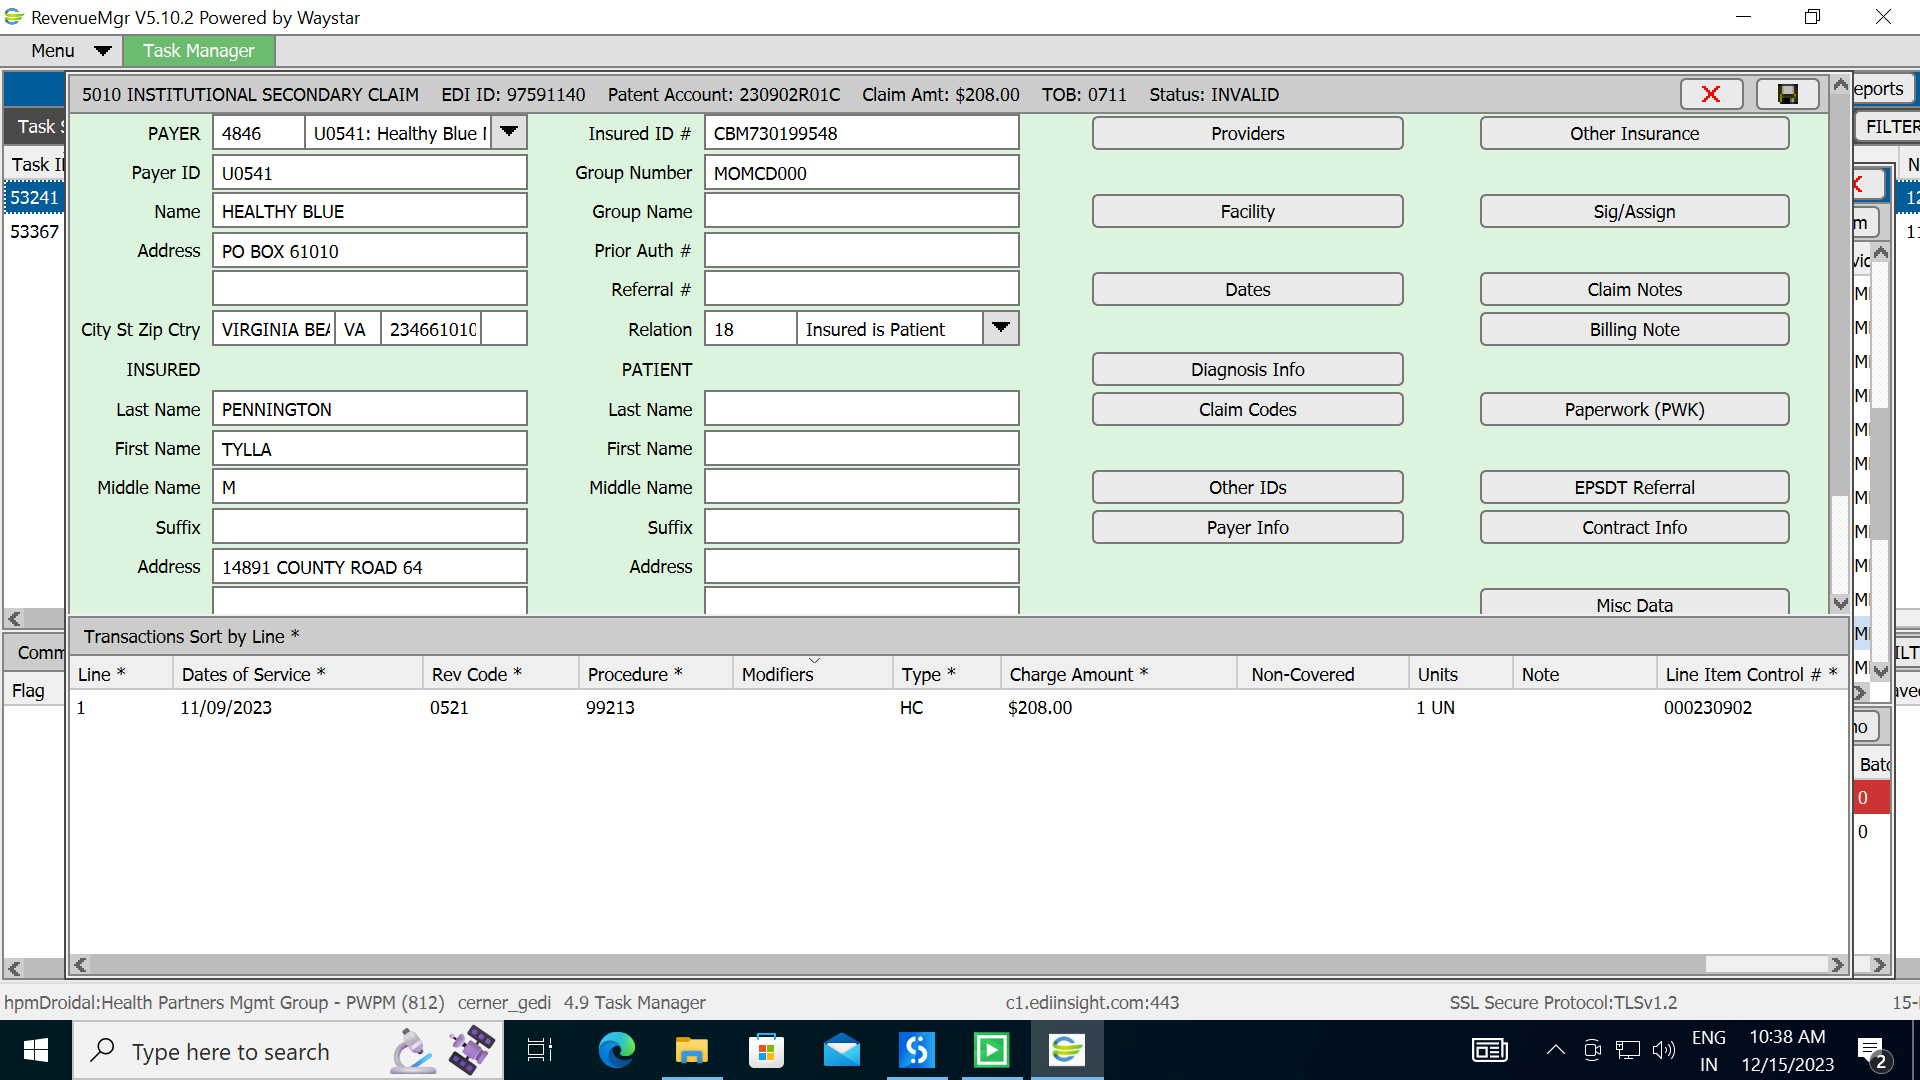 RevenueMgr V5.10.2 Powered by Waystar
Menu Task Manager
5010 INSTITUTIONAL SECONDARY CLAIM EDI ID: 97591140 Patent Account: 230902R01C Claim Amt: $208.00 TOB: 0711 Status: INVALID
eports
Task S
FILTER
Task ID
53241
53367
PAYER 4846 U0541: Healthy Blue Insured ID # CBM730199548 Providers Other Insurance
Payer ID U0541 Group Number MOMCD000
Name HEALTHY BLUE Group Name Facility Sig/Assign
Address PO BOX 61010 Prior Auth #
Referral # Dates Claim Notes
City St Zip Ctry VIRGINIA BEA VA 234661010 Relation 18 Insured is Patient Billing Note
INSURED PATIENT Diagnosis Info
Last Name PENNINGTON Last Name Claim Codes Paperwork (PWK)
First Name TYLLA First Name
Middle Name M Middle Name Other IDs EPSDT Referral
Suffix Suffix Payer Info Contract Info
Address 14891 COUNTY ROAD 64 Address
Misc Data
Transactions Sort by Line *
Comm
Flag
Line * Dates of Service * Rev Code * Procedure * Modifiers Type * Charge Amount * Non-Covered Units Note Line Item Control # *
1 11/09/2023 0521 99213 HC $208.00 1 UN 000230902
Batc
0
0
hpmDroidal:Health Partners Mgmt Group - PWPM (812) cerner_gedi 4.9 Task Manager c1.ediinsight.com:443 SSL Secure Protocol:TLSv1.2 15-
Type here to search
ENG
IN
10:38 AM
12/15/2023
2